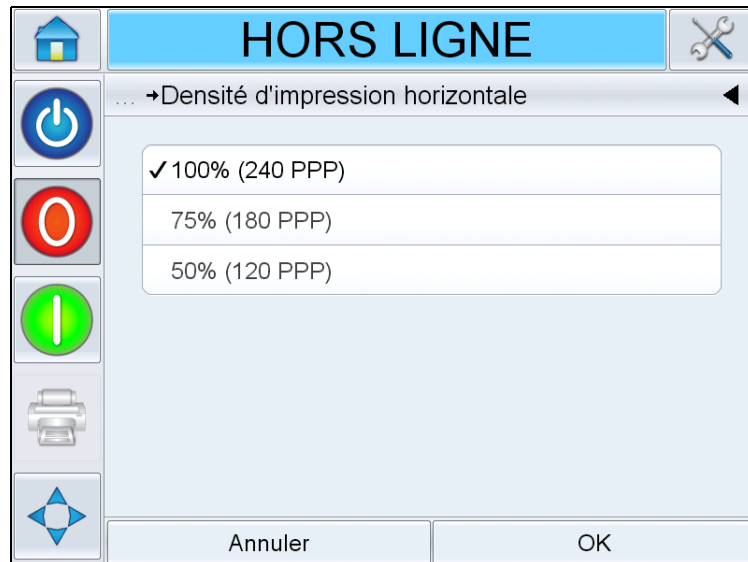 HORS LIGNE
... →Densité d'impression horizontale
✓100% (240 PPP)
75% (180 PPP)
50% (120 PPP)
Annuler
OK